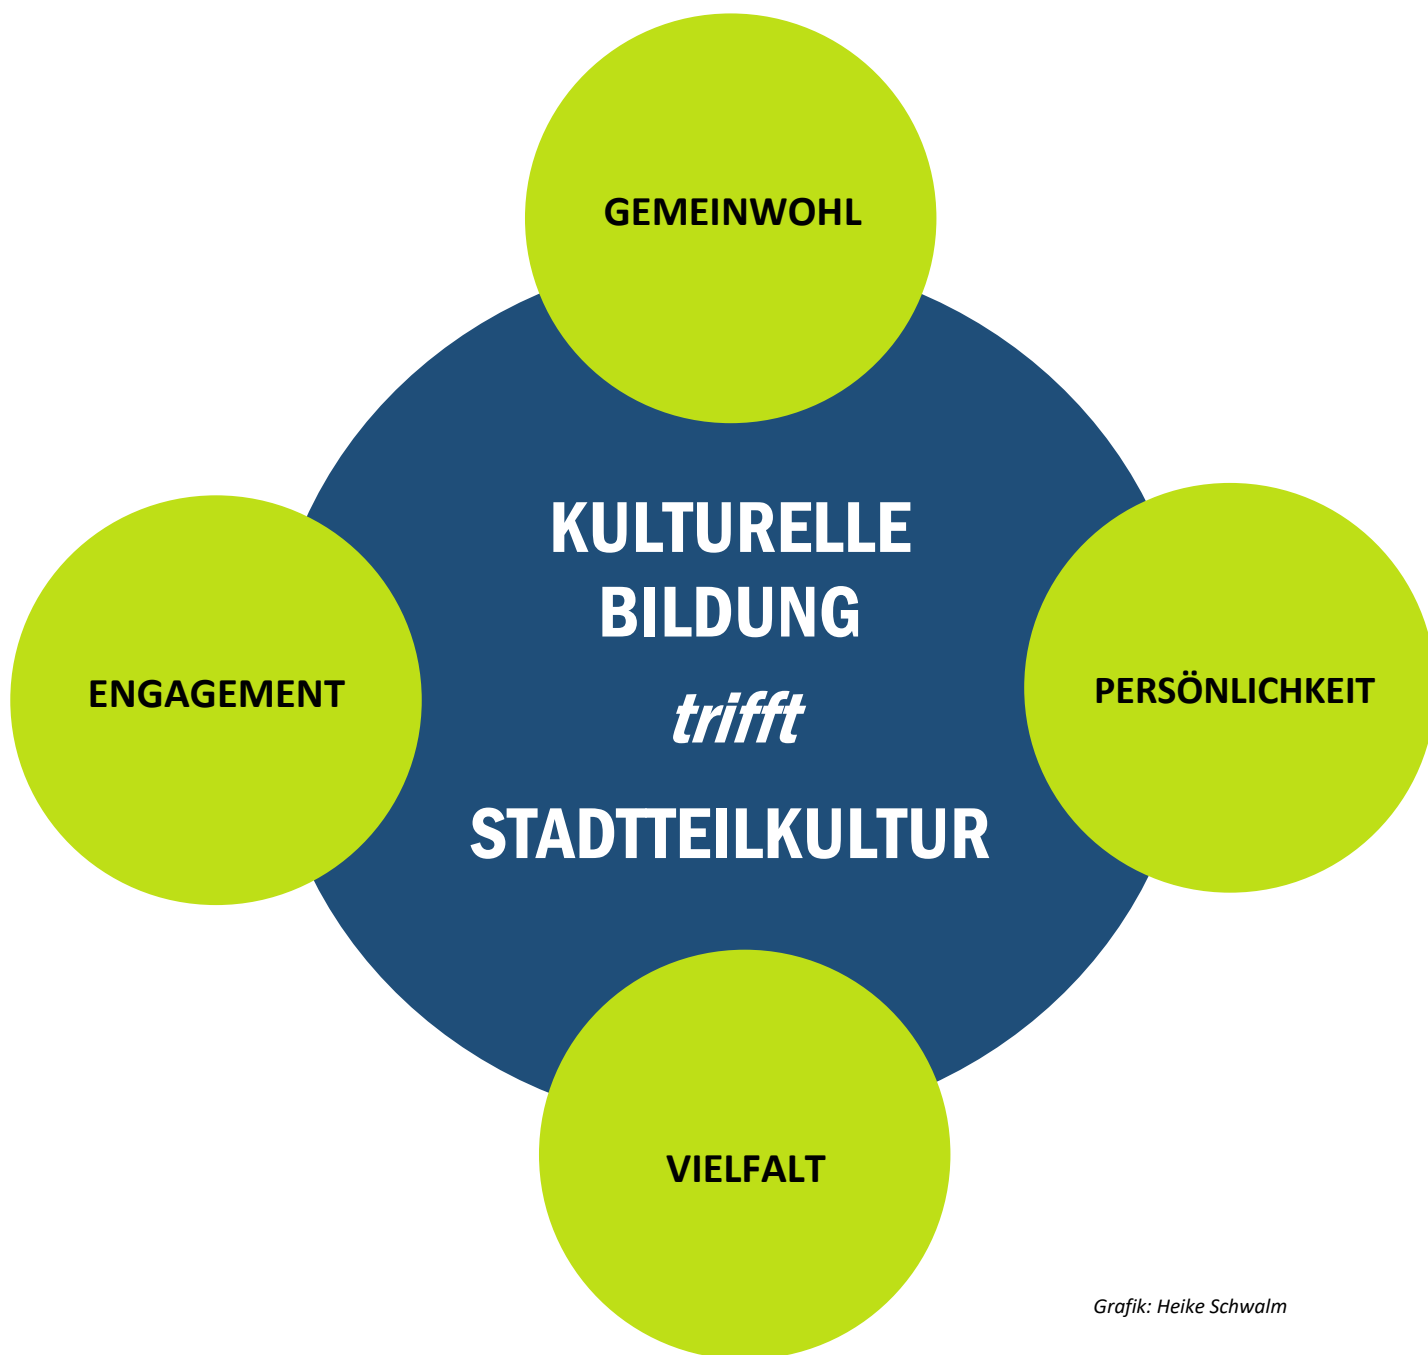 GEMEINWOHL
KULTURELLE
BILDUNG
trifft
STADTTEILKULTUR
ENGAGEMENT
PERSÖNLICHKEIT
VIELFALT
Grafik: Heike Schwalm